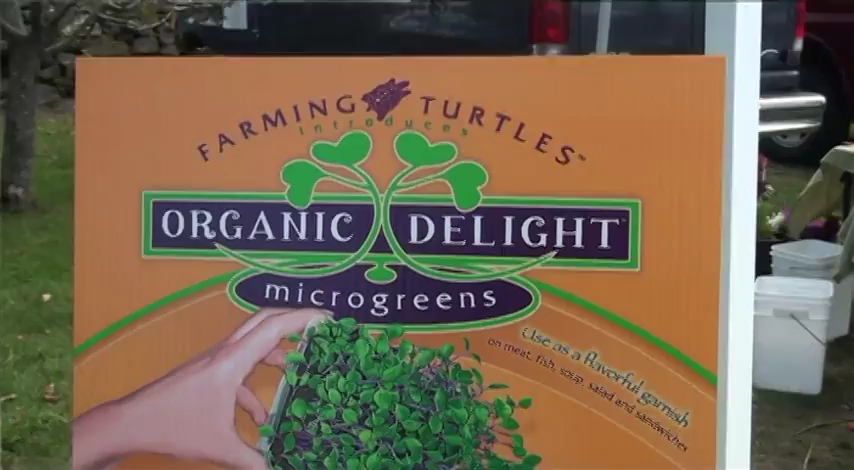 FARMING TURTLES™
introduces
ORGANIC DELIGHT™
microgreens
Use as a flavorful garnish
on meat, fish, soup, salad and sandwiches